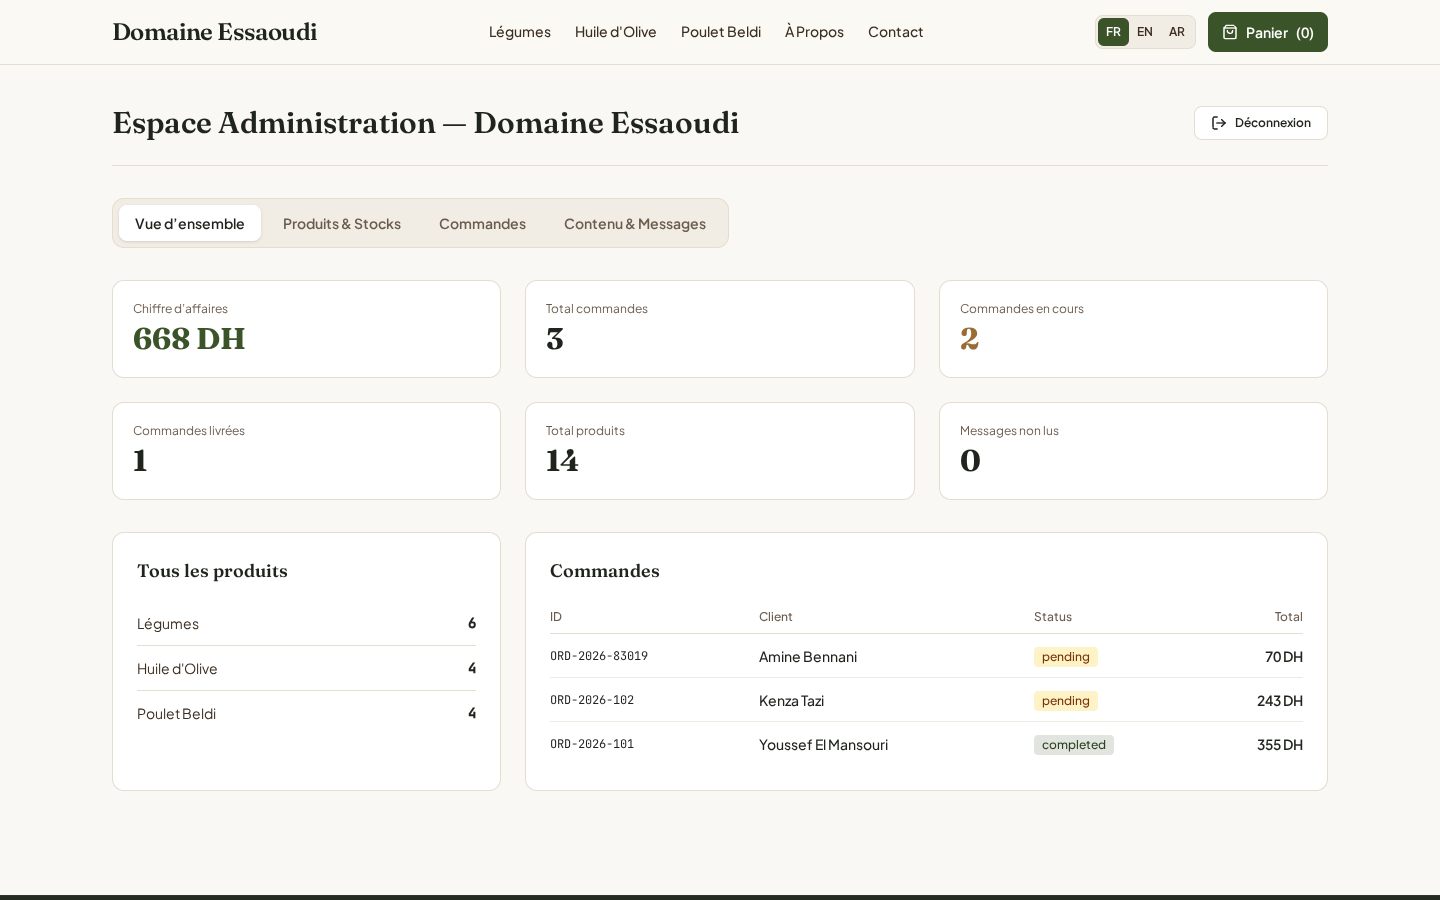 Domaine Essaoudi
Légumes Huile d'Olive Poulet Beldi À Propos Contact
FR EN AR
Panier (0)
Espace Administration — Domaine Essaoudi
Déconnexion
Vue d'ensemble Produits & Stocks Commandes Contenu & Messages
Chiffre d'affaires
668 DH
Total commandes
3
Commandes en cours
2
Commandes livrées
1
Total produits
14
Messages non lus
0
Tous les produits
Légumes 6
Huile d'Olive 4
Poulet Beldi 4
Commandes
ID Client Status Total
ORD-2026-83019 Amine Bennani pending 70 DH
ORD-2026-102 Kenza Tazi pending 243 DH
ORD-2026-101 Youssef El Mansouri completed 355 DH